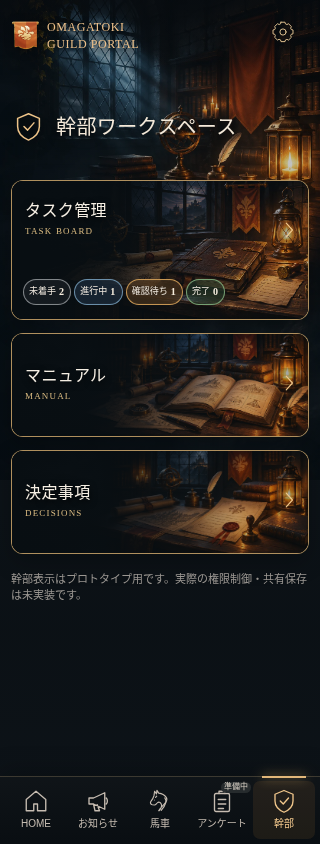 OMAGATOKI
GUILD PORTAL
幹部ワークスペース
タスク管理
TASK BOARD
未着手 2 進行中 1 確認待ち 1 完了 0
マニュアル
MANUAL
決定事項
DECISIONS
幹部表示はプロトタイプ用です。実際の権限制御・共有保存
は未実装です。
準備中
HOME お知らせ 馬車 アンケート 幹部